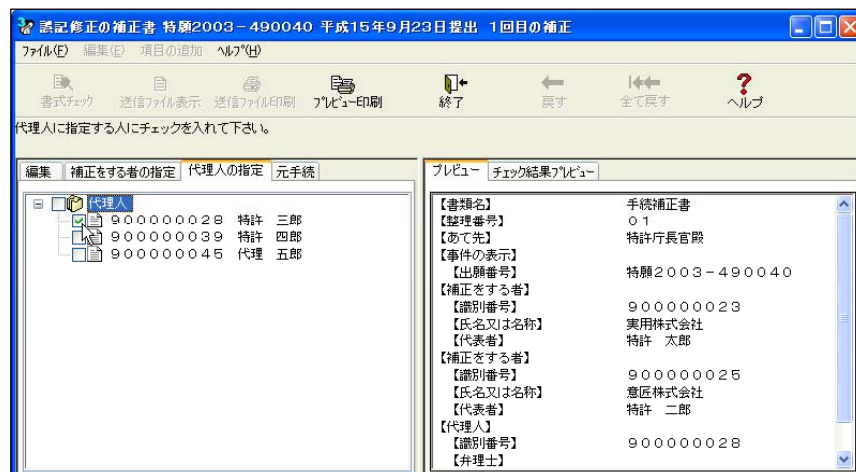 誤記修正の補正書 特願2003－490040 平成15年9月23日提出 1回目の補正
ファイル(F) 編集(E) 項目の追加 ヘルプ(H)
書式チェック 送信ファイル表示 送信ファイル印刷 プレビュー印刷 終了 戻す 全て戻す ヘルプ
代理人に指定する人にチェックを入れて下さい。
編集 補正をする者の指定 代理人の指定 元手続
代理人
900000028 特許 三郎
900000039 特許 四郎
900000045 代理 五郎
プレビュー チェック結果プレビュー
【書類名】 手続補正書
【整理番号】 01
【あて先】 特許庁長官殿
【事件の表示】
【出願番号】 特願2003－490040
【補正をする者】
【識別番号】 900000023
【氏名又は名称】 実用株式会社
【代表者】 特許 太郎
【補正をする者】
【識別番号】 900000025
【氏名又は名称】 意匠株式会社
【代表者】 特許 二郎
【代理人】
【識別番号】 900000028
【弁理士】